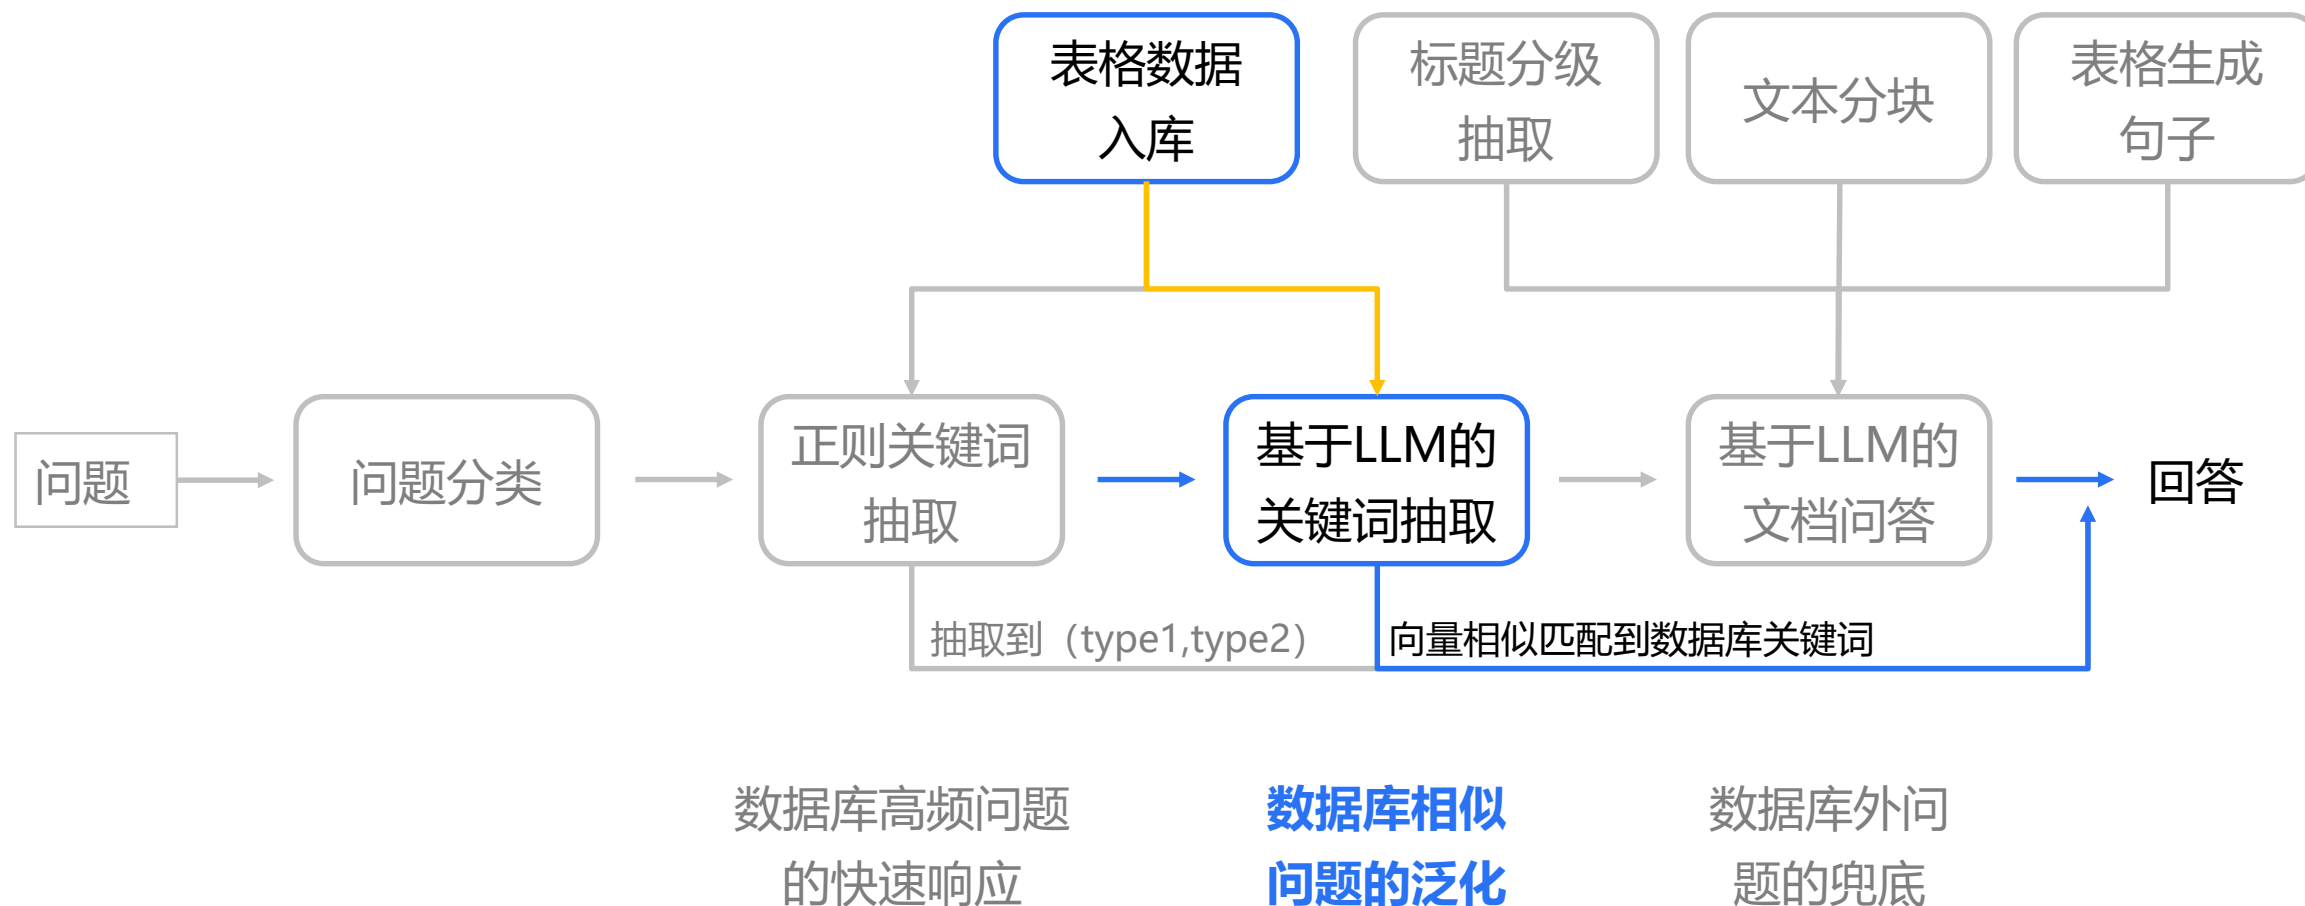 表格数据
入库
标题分级
抽取
文本分块
表格生成
句子
问题
问题分类
正则关键词
抽取
基于LLM的
关键词抽取
基于LLM的
文档问答
回答
抽取到（type1,type2）
向量相似匹配到数据库关键词
数据库高频问题
的快速响应
数据库相似
问题的泛化
数据库外问
题的兜底